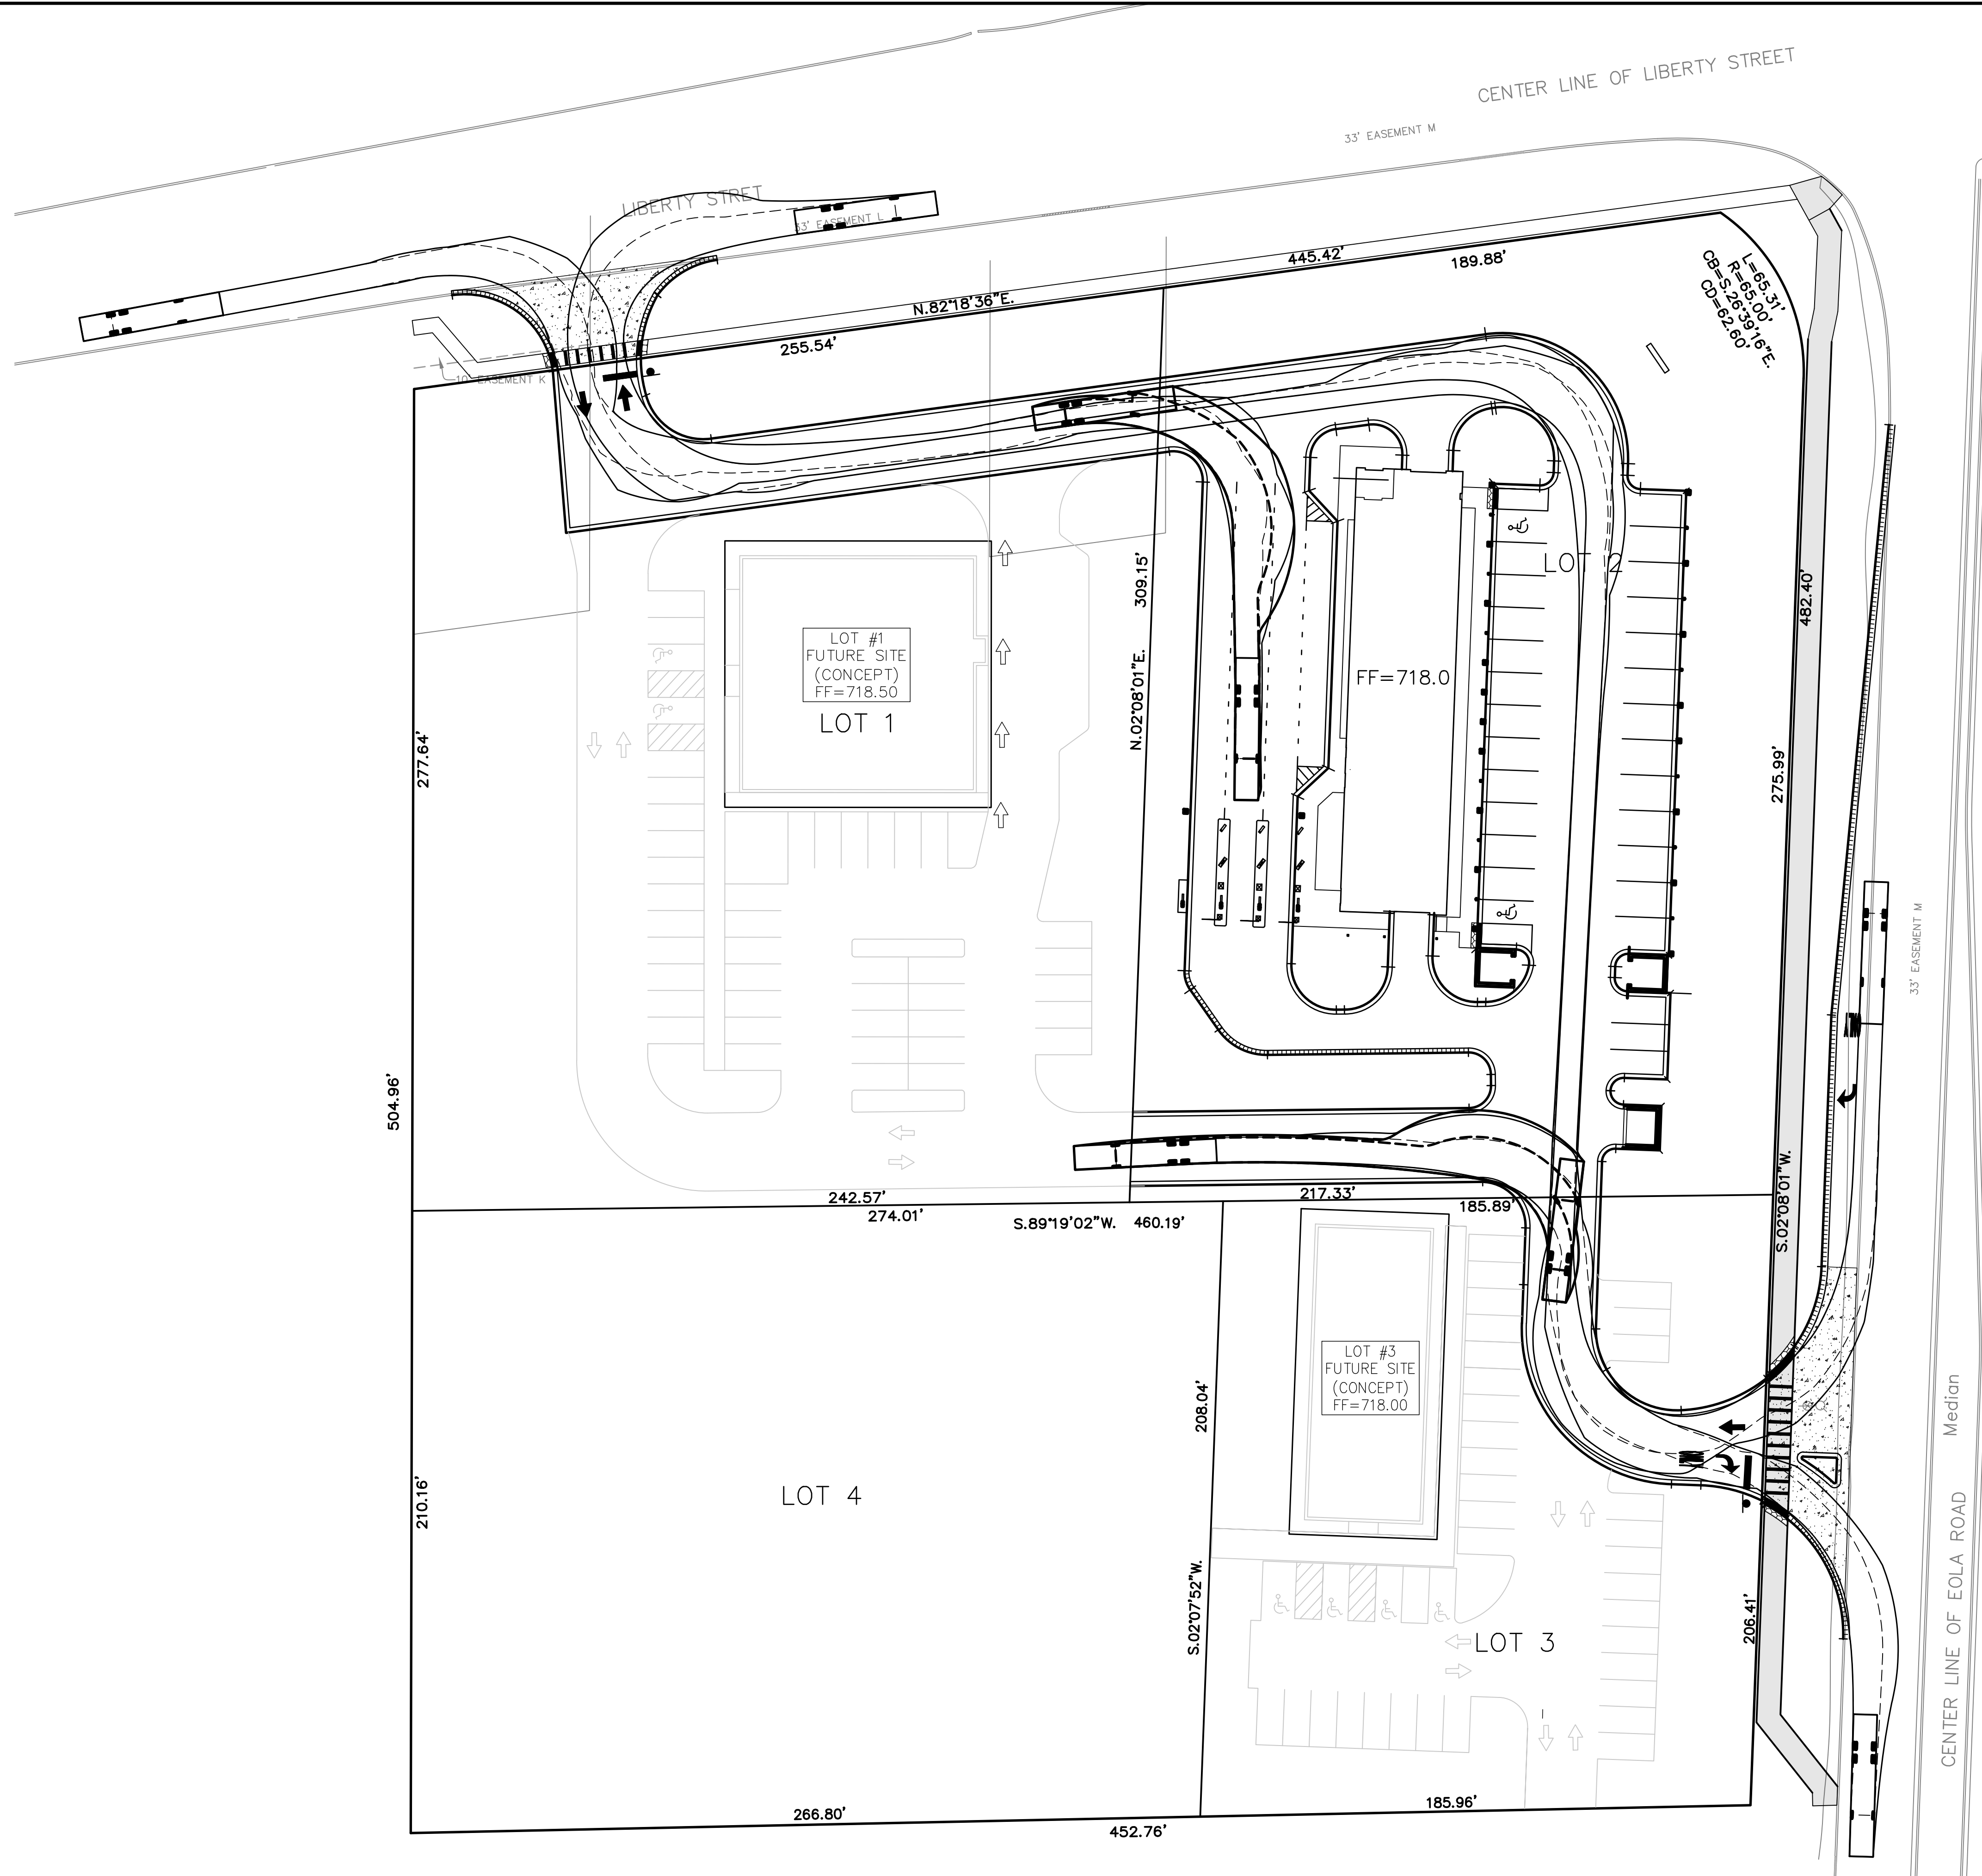 CENTER LINE OF LIBERTY STREET
33' EASEMENT M
LIBERTY STRET
33' EASEMENT L
445.42'
189.88'
L=65.31'
R=65.00'
CB=S.26°39'16"E.
CD=62.60'
N.82°18'36"E.
255.54'
10' EASEMENT K
LOT 2
309.15'
N.02°08'01"E.
482.40'
LOT #1
FUTURE SITE
(CONCEPT)
FF=718.50
LOT 1
FF=718.0
277.64'
275.99'
33' EASEMENT M
504.96'
S.02°08'01"W.
242.57'
217.33'
185.89'
274.01'
S.89°19'02"W. 460.19'
LOT #3
FUTURE SITE
(CONCEPT)
FF=718.00
208.04'
Median
LOT 4
210.16'
S.02°07'52"W.
206.41'
LOT 3
CENTER LINE OF EOLA ROAD
266.80'
185.96'
452.76'